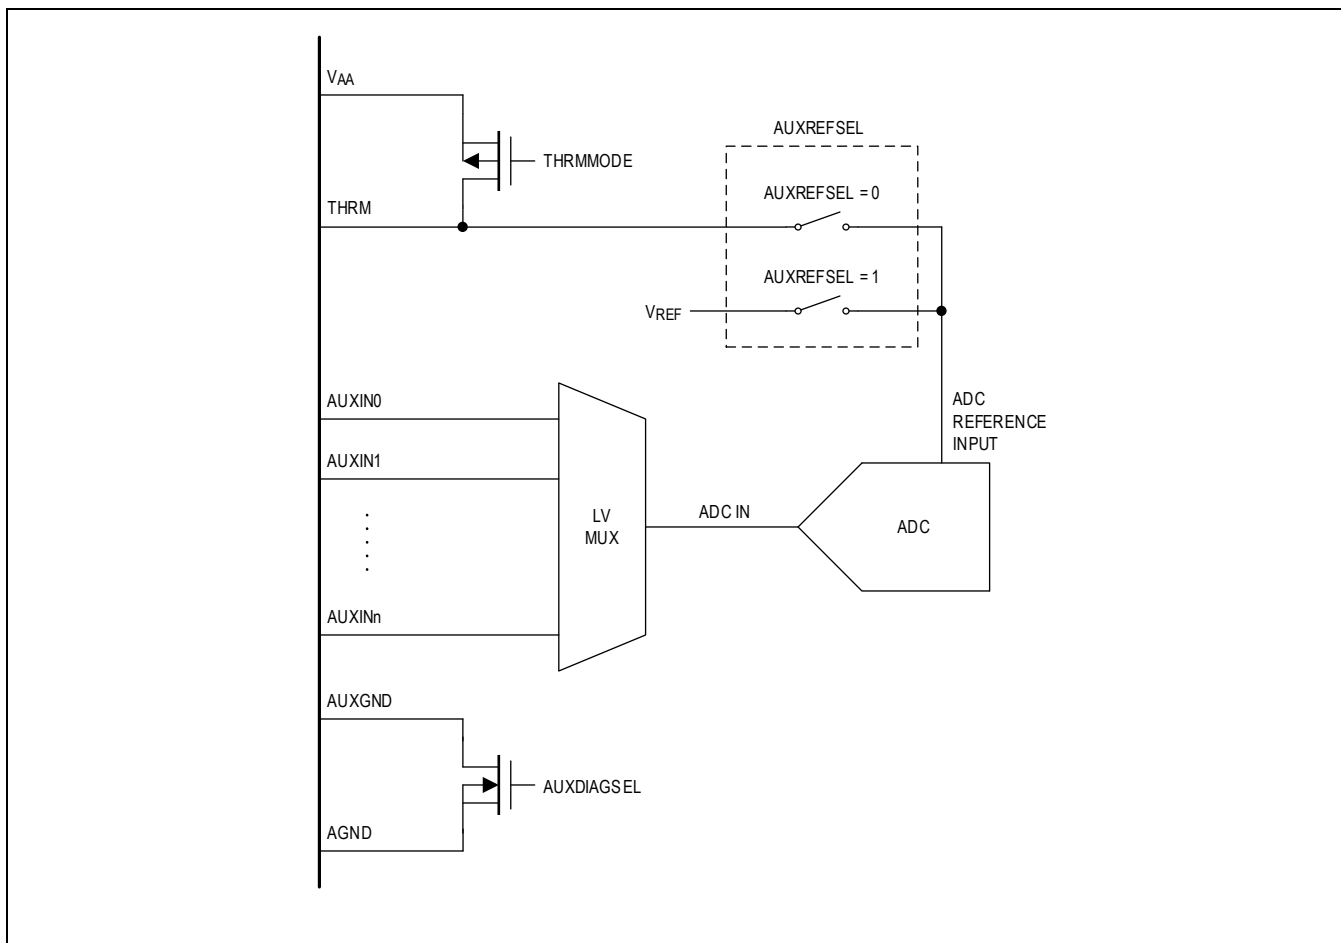 VAA
THRMMODE
THRM
AUXREFSEL
AUXREFSEL = 0
AUXREFSEL = 1
VREF
AUXIN0
AUXIN1
AUXINn
LV
MUX
ADC IN
ADC
REFERENCE
INPUT
ADC
AUXGND
AUXDIAGSEL
AGND